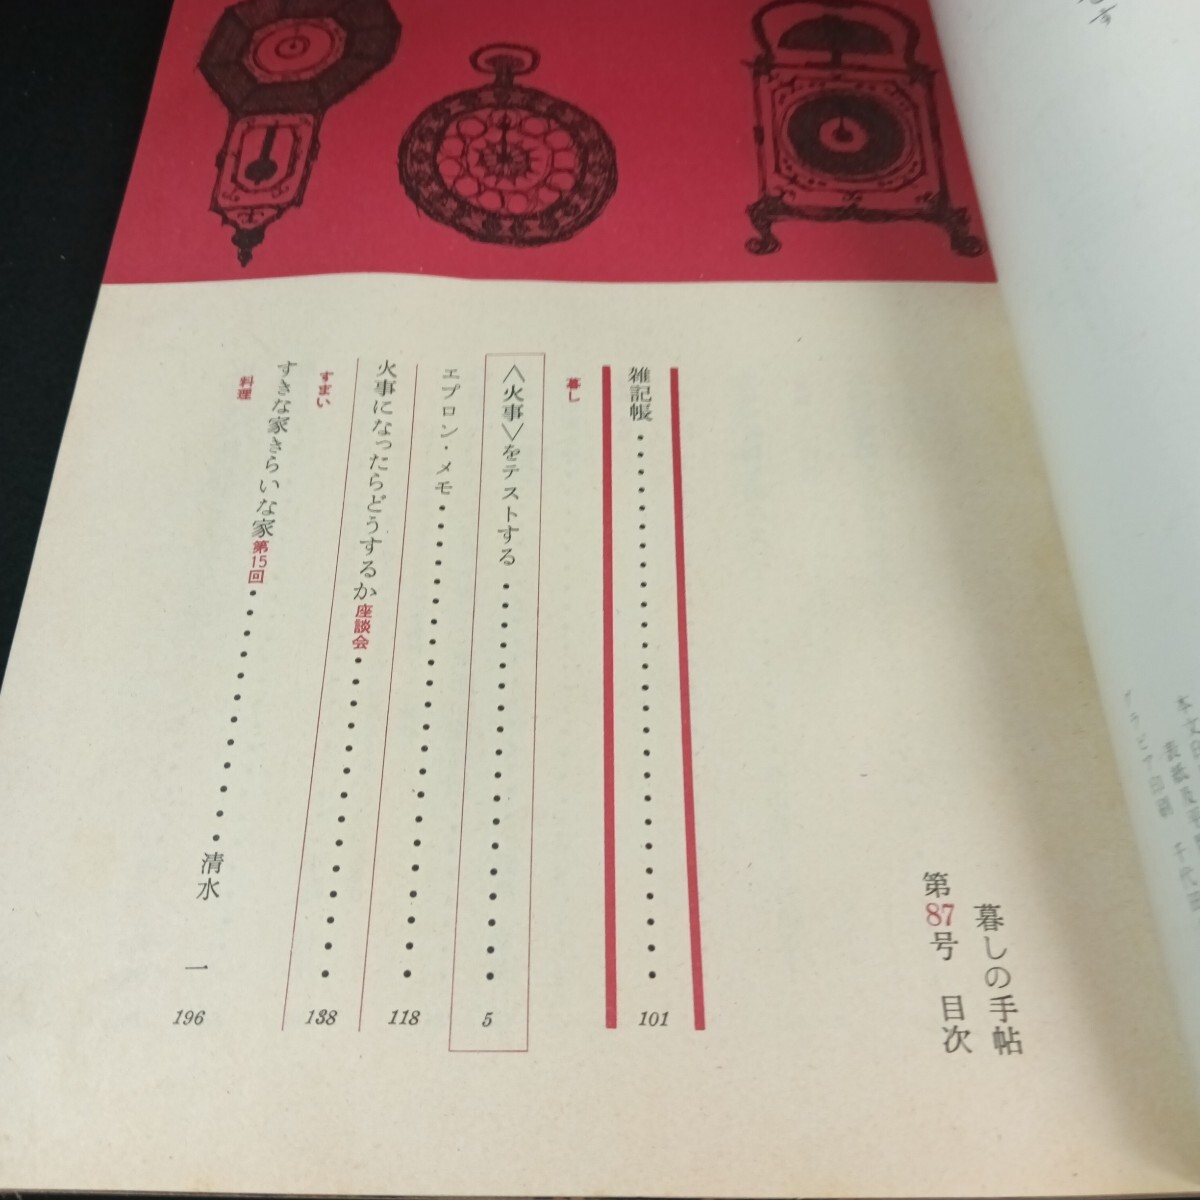 暮しの手帖
第87号 目次
雑記帳 101
暮し
〈火事〉をテストする 5
エプロン・メモ 118
火事になったらどうするか 座談会 138
すまい
すきな家きらいな家 第15回 清水 一 196
料理